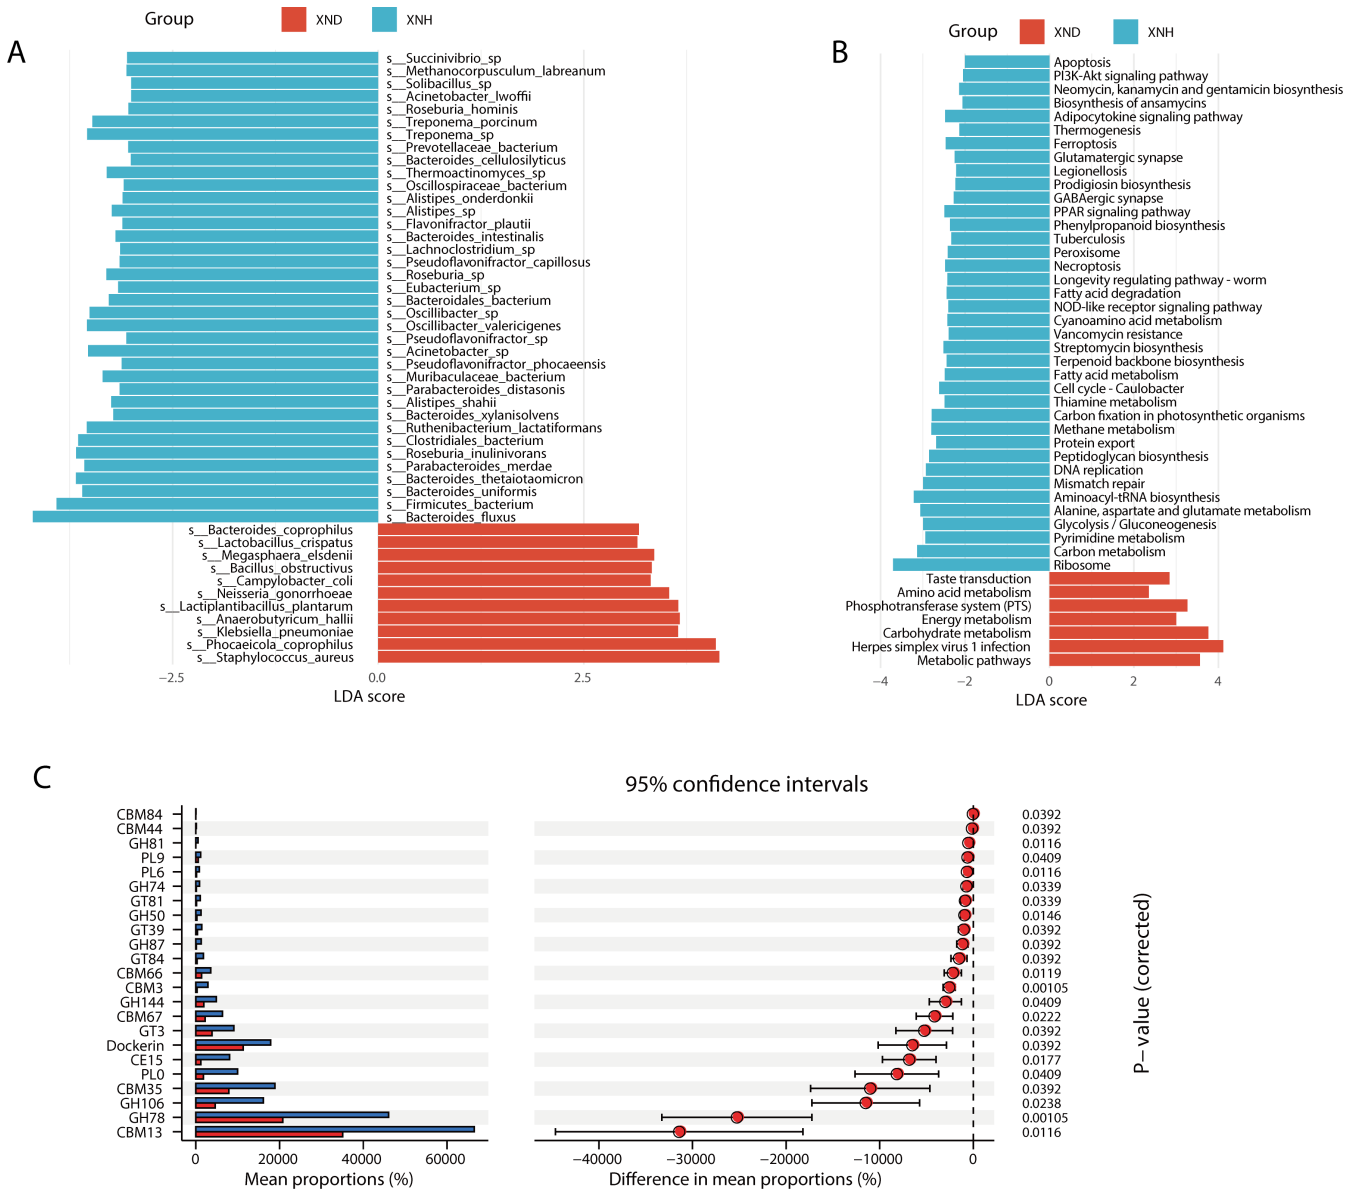 Group XND XNH
A
s__Succinivibrio_sp
s__Methanocorpusculum_labreanum
s__Solibacillus_sp
s__Acinetobacter_lwoffii
s__Roseburia_hominis
s__Treponema_porcinum
s__Treponema_sp
s__Prevotellaceae_bacterium
s__Bacteroides_cellulosilyticus
s__Thermoactinomyces_sp
s__Oscillospiraceae_bacterium
s__Alistipes_onderdonkii
s__Alistipes_sp
s__Flavonifractor_plautii
s__Bacteroides_intestinalis
s__Lachnoclostridium_sp
s__Pseudoflavonifractor_capillosus
s__Roseburia_sp
s__Eubacterium_sp
s__Bacteroidales_bacterium
s__Oscillibacter_sp
s__Oscillibacter_valericigenes
s__Pseudoflavonifractor_sp
s__Acinetobacter_sp
s__Pseudoflavonifractor_phocaeensis
s__Muribaculaceae_bacterium
s__Parabacteroides_distasonis
s__Alistipes_shahii
s__Bacteroides_xylanisolvens
s__Ruthenibacterium_lactatiformans
s__Clostridiales_bacterium
s__Roseburia_inulinivorans
s__Parabacteroides_merdae
s__Bacteroides_thetaiotaomicron
s__Bacteroides_uniformis
s__Firmicutes_bacterium
s__Bacteroides_fluxus
s__Bacteroides_coprophilus
s__Lactobacillus_crispatus
s__Megasphaera_elsdenii
s__Bacillus_obstructivus
s__Campylobacter_coli
s__Neisseria_gonorrhoeae
s__Lactiplantibacillus_plantarum
s__Anaerobutyricum_hallii
s__Klebsiella_pneumoniae
s__Phocaeicola_coprophilus
s__Staphylococcus_aureus
−2.5 0.0 2.5
LDA score
Group XND XNH
B
Apoptosis
PI3K-Akt signaling pathway
Neomycin, kanamycin and gentamicin biosynthesis
Biosynthesis of ansamycins
Adipocytokine signaling pathway
Thermogenesis
Ferroptosis
Glutamatergic synapse
Legionellosis
Prodigiosin biosynthesis
GABAergic synapse
PPAR signaling pathway
Phenylpropanoid biosynthesis
Tuberculosis
Peroxisome
Necroptosis
Longevity regulating pathway - worm
Fatty acid degradation
NOD-like receptor signaling pathway
Cyanoamino acid metabolism
Vancomycin resistance
Streptomycin biosynthesis
Terpenoid backbone biosynthesis
Fatty acid metabolism
Cell cycle - Caulobacter
Thiamine metabolism
Carbon fixation in photosynthetic organisms
Methane metabolism
Protein export
Peptidoglycan biosynthesis
DNA replication
Mismatch repair
Aminoacyl-tRNA biosynthesis
Alanine, aspartate and glutamate metabolism
Glycolysis / Gluconeogenesis
Pyrimidine metabolism
Carbon metabolism
Ribosome
Taste transduction
Amino acid metabolism
Phosphotransferase system (PTS)
Energy metabolism
Carbohydrate metabolism
Herpes simplex virus 1 infection
Metabolic pathways
−4 −2 0 2 4
LDA score
C
95% confidence intervals
CBM84 0.0392
CBM44 0.0392
GH81 0.0116
PL9 0.0409
PL6 0.0116
GH74 0.0339
GT81 0.0339
GH50 0.0146
GT39 0.0392
GH87 0.0392
GT84 0.0392
CBM66 0.0119
CBM3 0.00105
GH144 0.0409
CBM67 0.0222
GT3 0.0392
Dockerin 0.0392
CE15 0.0177
PL0 0.0409
CBM35 0.0392
GH106 0.0238
GH78 0.00105
CBM13 0.0116
P− value (corrected)
0 20000 40000 60000
Mean proportions (%)
−40000 −30000 −20000 −10000 0
Difference in mean proportions (%)